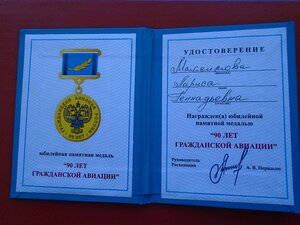 юбилейная памятная медаль
"90 ЛЕТ
ГРАЖДАНСКОЙ АВИАЦИИ"
УДОСТОВЕРЕНИЕ
Лариса
Геннадьевна
Награжден(а) юбилейной
памятной медалью
"90 ЛЕТ
ГРАЖДАНСКОЙ АВИАЦИИ"
Руководитель
А. В. Нерадько